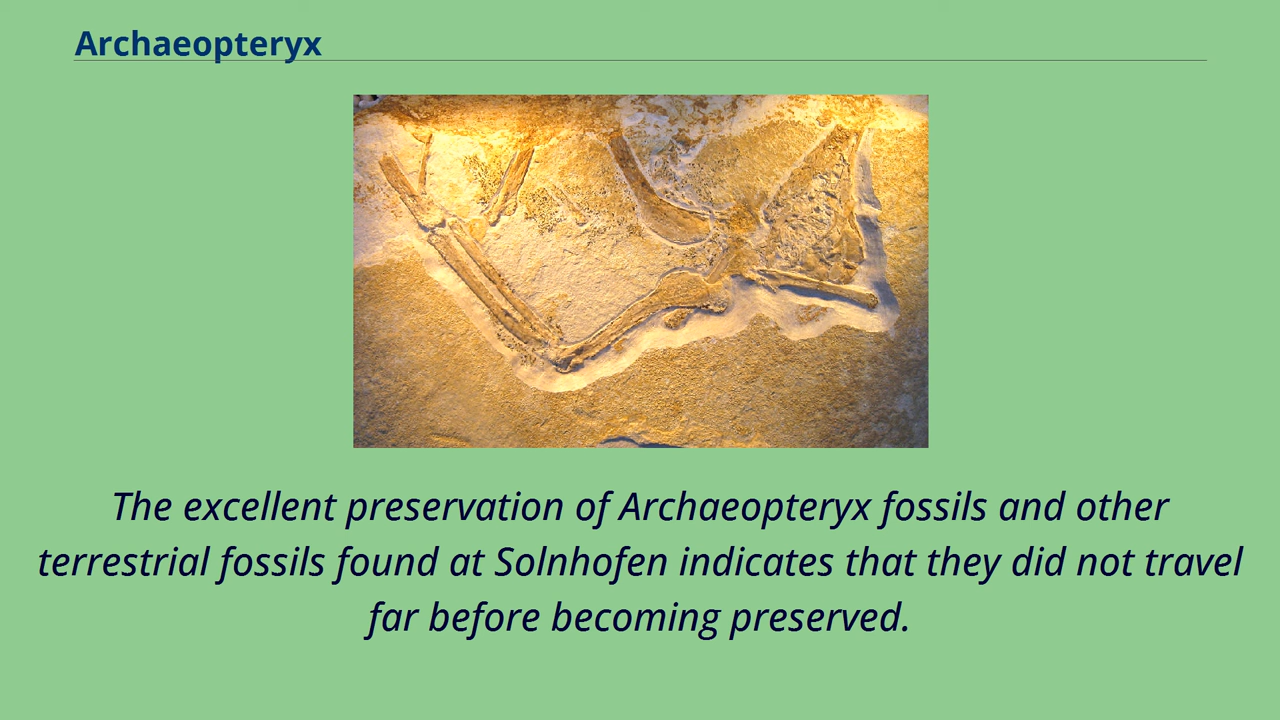 Archaeopteryx
The excellent preservation of Archaeopteryx fossils and other
terrestrial fossils found at Solnhofen indicates that they did not travel
far before becoming preserved.